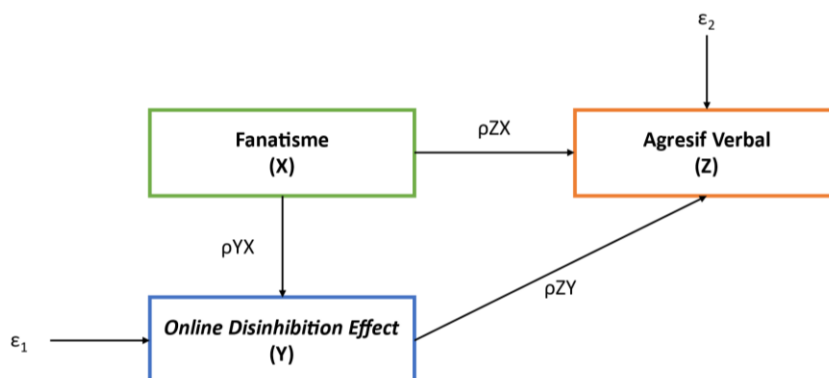 ε₂
Fanatisme
(X)
ρZX
Agresif Verbal
(Z)
ρYX
ρZY
Online Disinhibition Effect
(Y)
ε₁